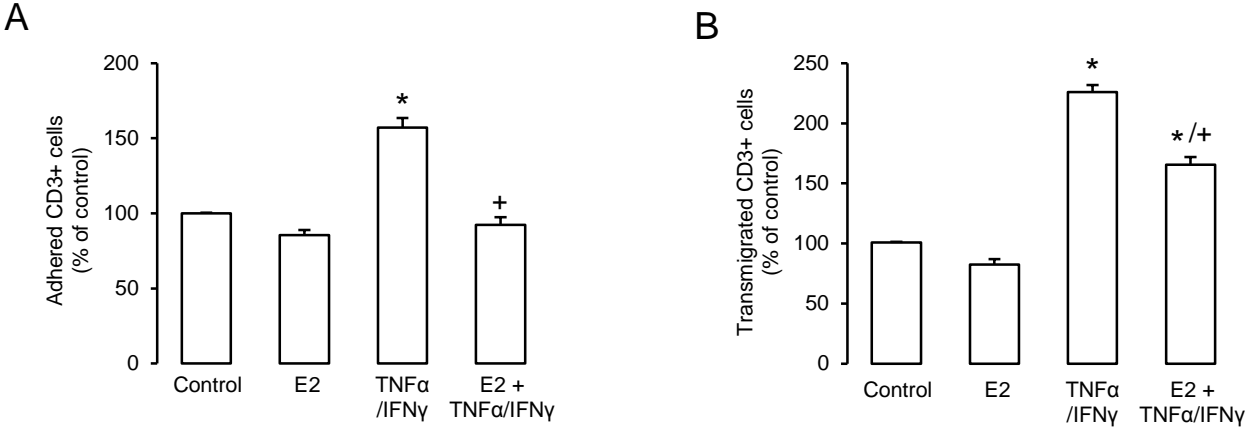 A
Adhered CD3+ cells
(% of control)
200
150
100
50
0
*
+
Control
E2
TNFα
/IFNγ
E2 +
TNFα/IFNγ
B
Transmigrated CD3+ cells
(% of control)
250
200
150
100
50
0
*
*/+
Control
E2
TNFα
/IFNγ
E2 +
TNFα/IFNγ